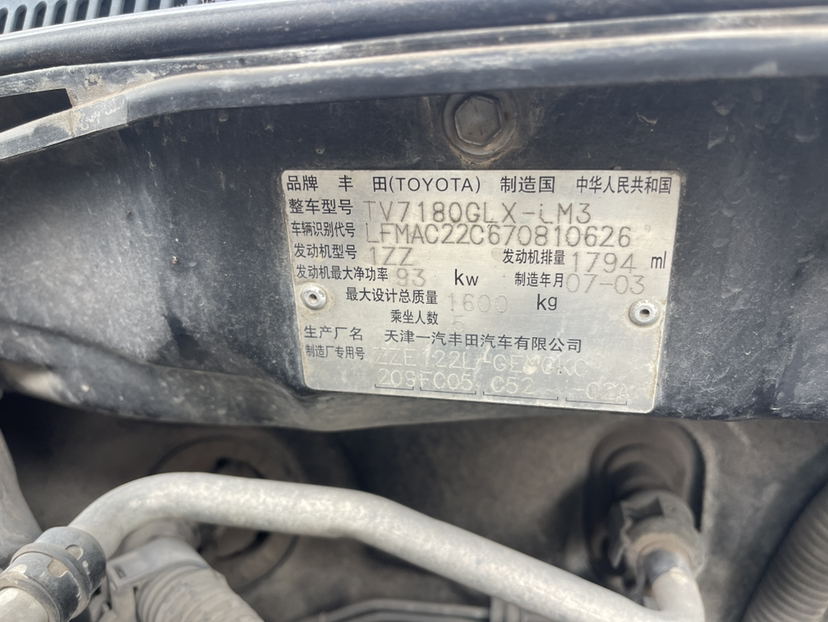 品牌 丰 田(TOYOTA) 制造国 中华人民共和国
整车型号 TV7180GLX-LM3
车辆识别代号 LFMAC22C670810626
发动机型号 1ZZ 发动机排量 1794 ml
发动机最大净功率 93 kw 制造年月 07-03
最大设计总质量 kg
乘坐人数 5
生产厂名 天津一汽丰田汽车有限公司
制造厂专用号
209 FC05 C52